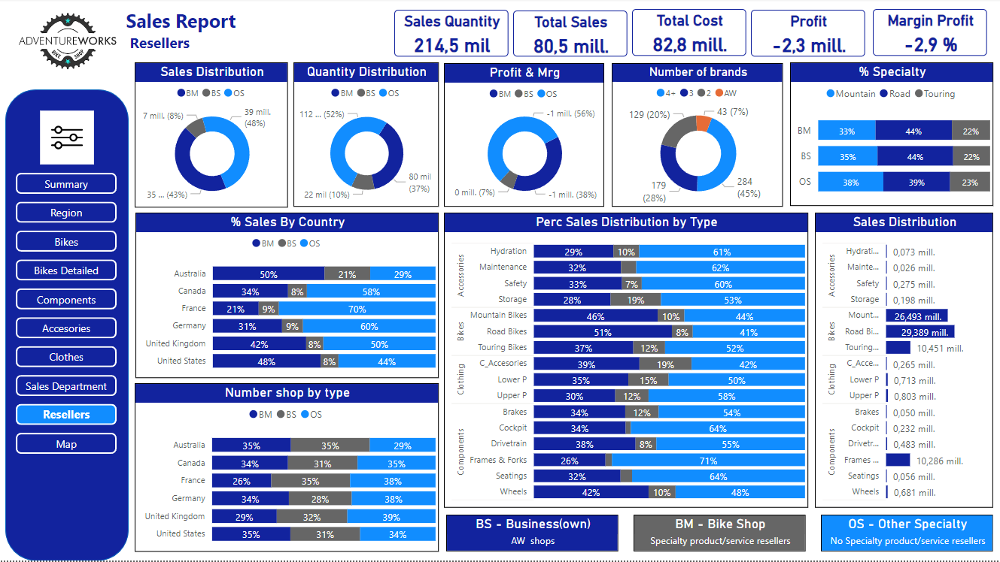 ADVENTUREWORKS
BIKE SHOP
Sales Report
Resellers
Sales Quantity
214,5 mil
Total Sales
80,5 mill.
Total Cost
82,8 mill.
Profit
-2,3 mill.
Margin Profit
-2,9 %
Summary
Region
Bikes
Bikes Detailed
Components
Accesories
Clothes
Sales Department
Resellers
Map
Sales Distribution
BM BS OS
7 mill. (8%)
39 mill.
(48%)
35 ... (43%)
Quantity Distribution
BM BS OS
112 ... (52%)
80 mil
(37%)
22 mil (10%)
Profit & Mrg
BM BS OS
-1 mill. (56%)
0 mill. (7%)
-1 mill. (38%)
Number of brands
4+ 3 2 AW
129 (20%)
43 (7%)
179
(28%)
284
(45%)
% Specialty
Mountain Road Touring
BM 33% 44% 22%
BS 35% 44% 22%
OS 38% 39% 23%
% Sales By Country
BM BS OS
Australia 50% 21% 29%
Canada 34% 8% 58%
France 21% 9% 70%
Germany 31% 9% 60%
United Kingdom 42% 8% 50%
United States 48% 8% 44%
Number shop by type
BM BS OS
Australia 35% 35% 29%
Canada 34% 31% 35%
France 26% 35% 38%
Germany 34% 28% 38%
United Kingdom 29% 32% 39%
United States 35% 31% 34%
Perc Sales Distribution by Type
Accessories
Hydration 29% 10% 61%
Maintenance 32% 62%
Safety 33% 7% 60%
Storage 28% 19% 53%
Bikes
Mountain Bikes 46% 10% 44%
Road Bikes 51% 8% 41%
Touring Bikes 37% 12% 52%
Clothing
C_Accesories 39% 19% 42%
Lower P 35% 15% 50%
Upper P 30% 12% 58%
Components
Brakes 34% 12% 54%
Cockpit 34% 64%
Drivetrain 38% 8% 55%
Frames & Forks 26% 71%
Seatings 32% 64%
Wheels 42% 10% 48%
Sales Distribution
Accessories
Hydrati... 0,073 mill.
Mainte... 0,026 mill.
Safety 0,275 mill.
Storage 0,198 mill.
Bikes
Mount... 26,493 mill.
Road Bi... 29,389 mill.
Touring... 10,451 mill.
Clothing
C_Acce... 0,265 mill.
Lower P 0,713 mill.
Upper P 0,803 mill.
Components
Brakes 0,050 mill.
Cockpit 0,232 mill.
Drivetr... 0,483 mill.
Frames ... 10,286 mill.
Seatings 0,056 mill.
Wheels 0,681 mill.
BS - Business(own)
AW shops
BM - Bike Shop
Specialty product/service resellers
OS - Other Specialty
No Specialty product/service resellers